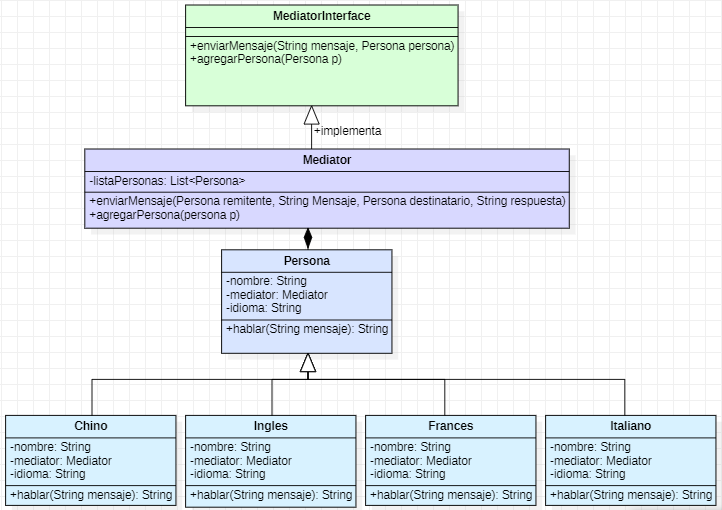 MediatorInterface
+enviarMensaje(String mensaje, Persona persona)
+agregarPersona(Persona p)
+implementa
Mediator
-listaPersonas: List<Persona>
+enviarMensaje(Persona remitente, String Mensaje, Persona destinatario, String respuesta)
+agregarPersona(persona p)
Persona
-nombre: String
-mediator: Mediator
-idioma: String
+hablar(String mensaje): String
Chino
-nombre: String
-mediator: Mediator
-idioma: String
+hablar(String mensaje): String
Ingles
-nombre: String
-mediator: Mediator
-idioma: String
+hablar(String mensaje): String
Frances
-nombre: String
-mediator: Mediator
-idioma: String
+hablar(String mensaje): String
Italiano
-nombre: String
-mediator: Mediator
-idioma: String
+hablar(String mensaje): String